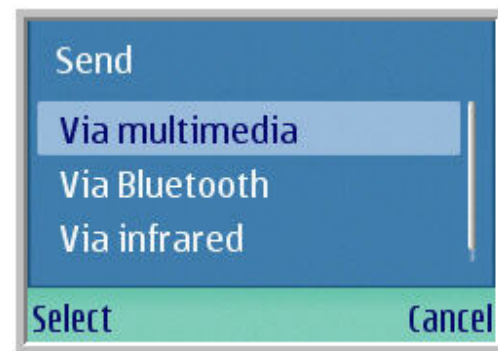 Send
Via multimedia
Via Bluetooth
Via infrared
Select Cancel